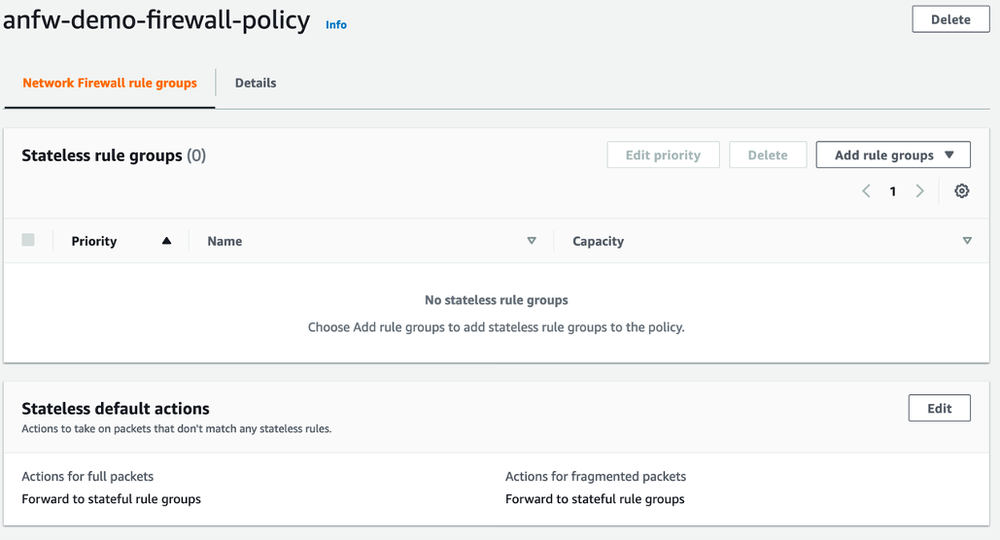 anfw-demo-firewall-policy Info
Delete
Network Firewall rule groups
Details
Stateless rule groups (0)
Edit priority
Delete
Add rule groups
1
Priority
Name
Capacity
No stateless rule groups
Choose Add rule groups to add stateless rule groups to the policy.
Stateless default actions
Edit
Actions to take on packets that don't match any stateless rules.
Actions for full packets
Forward to stateful rule groups
Actions for fragmented packets
Forward to stateful rule groups